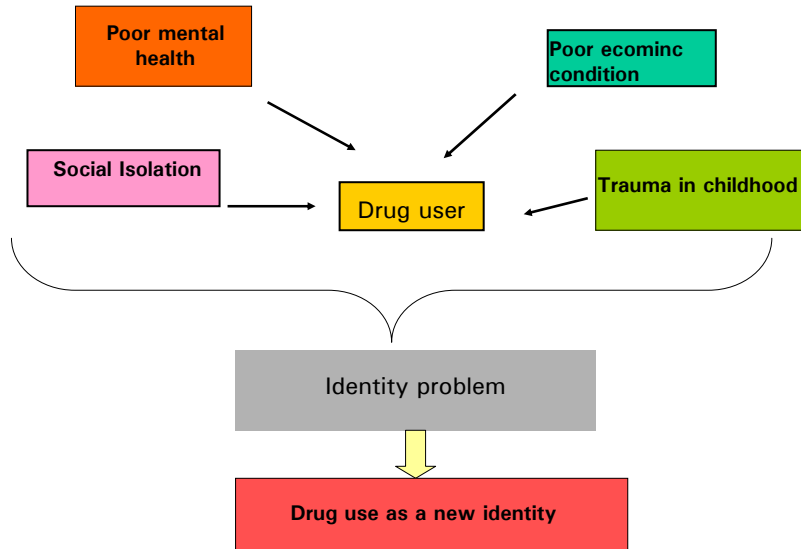 Poor mental
health
Poor ecominc
condition
Social Isolation
Trauma in childhood
Drug user
Identity problem
Drug use as a new identity